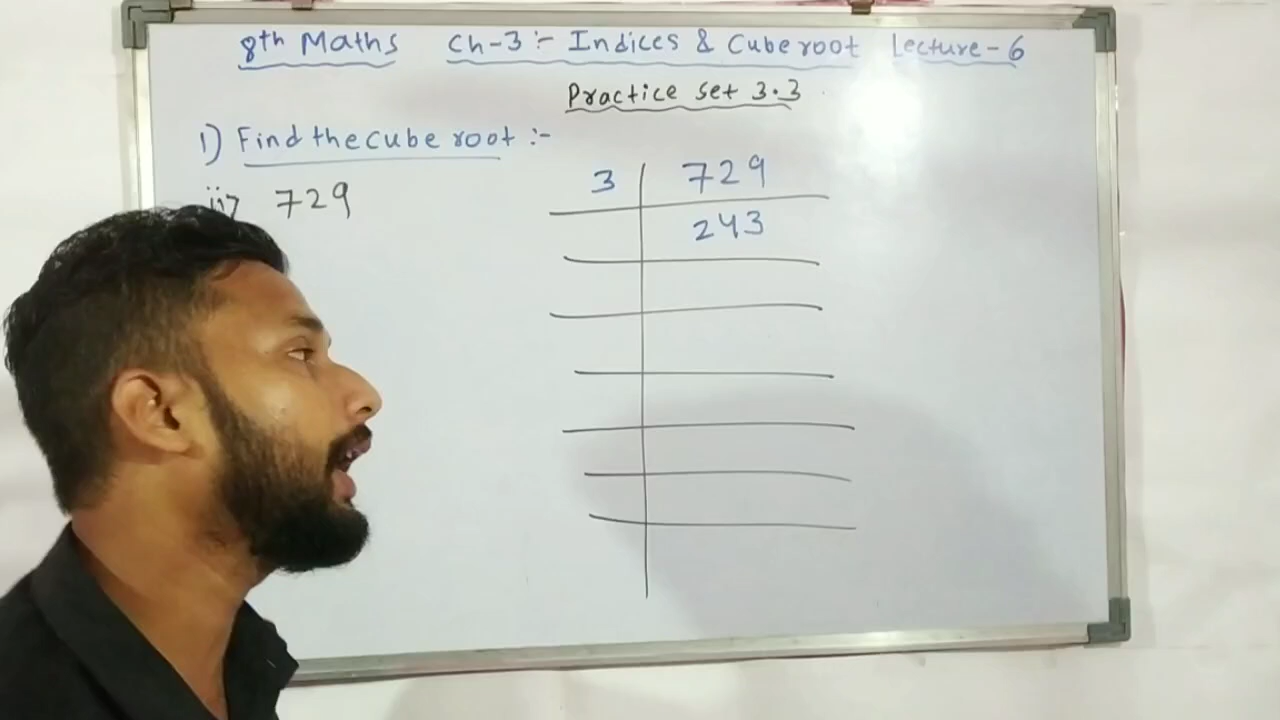 8th Maths Ch-3 :- Indices & Cube root Lecture - 6
Practice set 3.3
1) Find the cube root :-
ii) 729
3 729
243